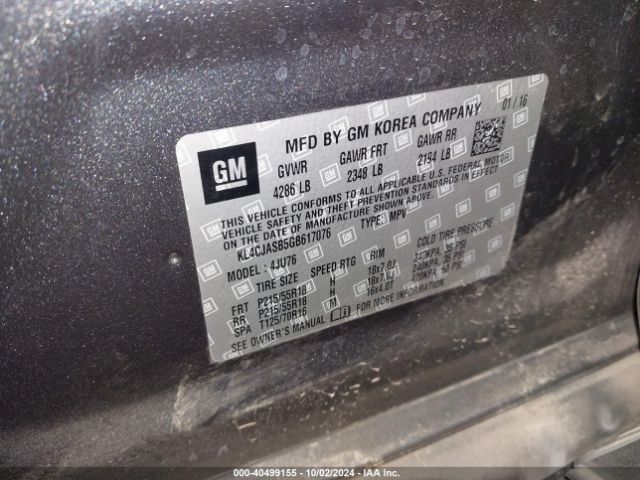 MFD BY GM KOREA COMPANY 01 / 16
GM
GVWR GAWR FRT GAWR RR
4286 LB 2348 LB 2194 LB
THIS VEHICLE CONFORMS TO ALL APPLICABLE U.S. FEDERAL MOTOR
VEHICLE SAFETY AND THEFT PREVENTION STANDARDS IN EFFECT
ON THE DATE OF MANUFACTURE SHOWN ABOVE.
KL4CJASB5GB617076 TYPE: MPV
MODEL : 4JU76
TIRE SIZE SPEED RTG RIM COLD TIRE PRESSURE
FRT P215/55R18 H 18x7.0J 240KPA, 35 PSI
RR P215/55R18 H 18x7.0J 240KPA, 35 PSI
SPA T125/70R16 M 16x4.0T 420KPA, 60 PSI
SEE OWNER'S MANUAL FOR MORE INFORMATION.
000-40499155 - 10/02/2024 - IAA Inc.